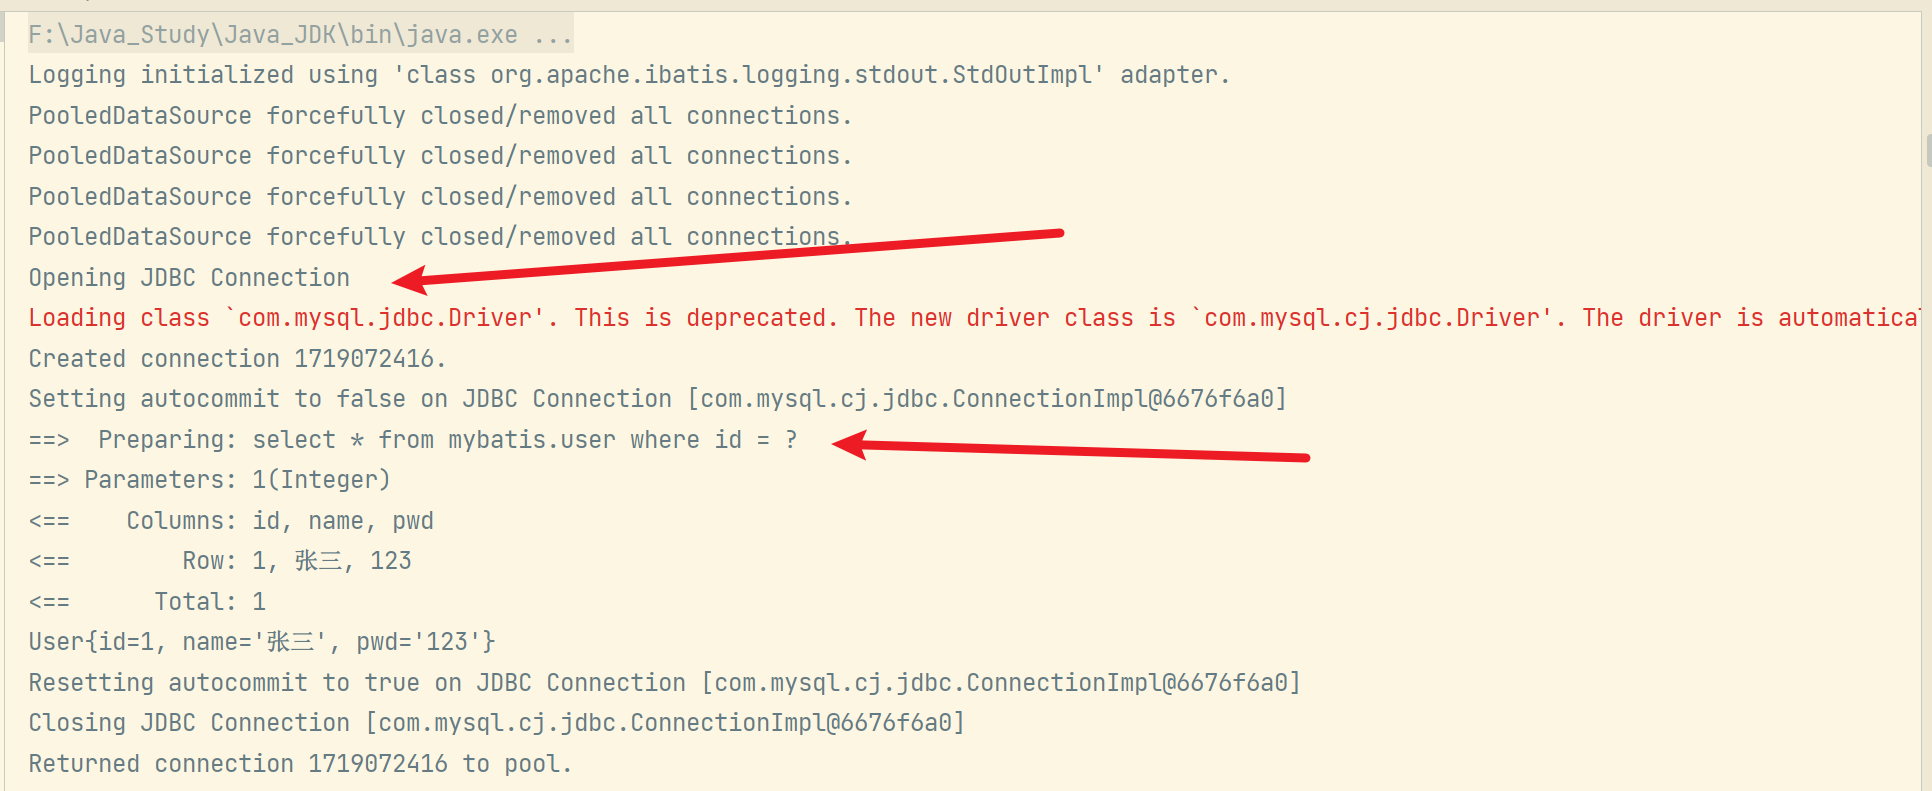 F:\Java_Study\Java_JDK\bin\java.exe ...
Logging initialized using 'class org.apache.ibatis.logging.stdout.StdOutImpl' adapter.
PooledDataSource forcefully closed/removed all connections.
PooledDataSource forcefully closed/removed all connections.
PooledDataSource forcefully closed/removed all connections.
PooledDataSource forcefully closed/removed all connections.
Opening JDBC Connection
Loading class `com.mysql.jdbc.Driver'. This is deprecated. The new driver class is `com.mysql.cj.jdbc.Driver'. The driver is
Created connection 1719072416.
Setting autocommit to false on JDBC Connection [com.mysql.cj.jdbc.ConnectionImpl@6676f6a0]
==>  Preparing: select * from mybatis.user where id = ?
==> Parameters: 1(Integer)
<==    Columns: id, name, pwd
<==        Row: 1, 张三, 123
<==      Total: 1
User{id=1, name='张三', pwd='123'}
Resetting autocommit to true on JDBC Connection [com.mysql.cj.jdbc.ConnectionImpl@6676f6a0]
Closing JDBC Connection [com.mysql.cj.jdbc.ConnectionImpl@6676f6a0]
Returned connection 1719072416 to pool.